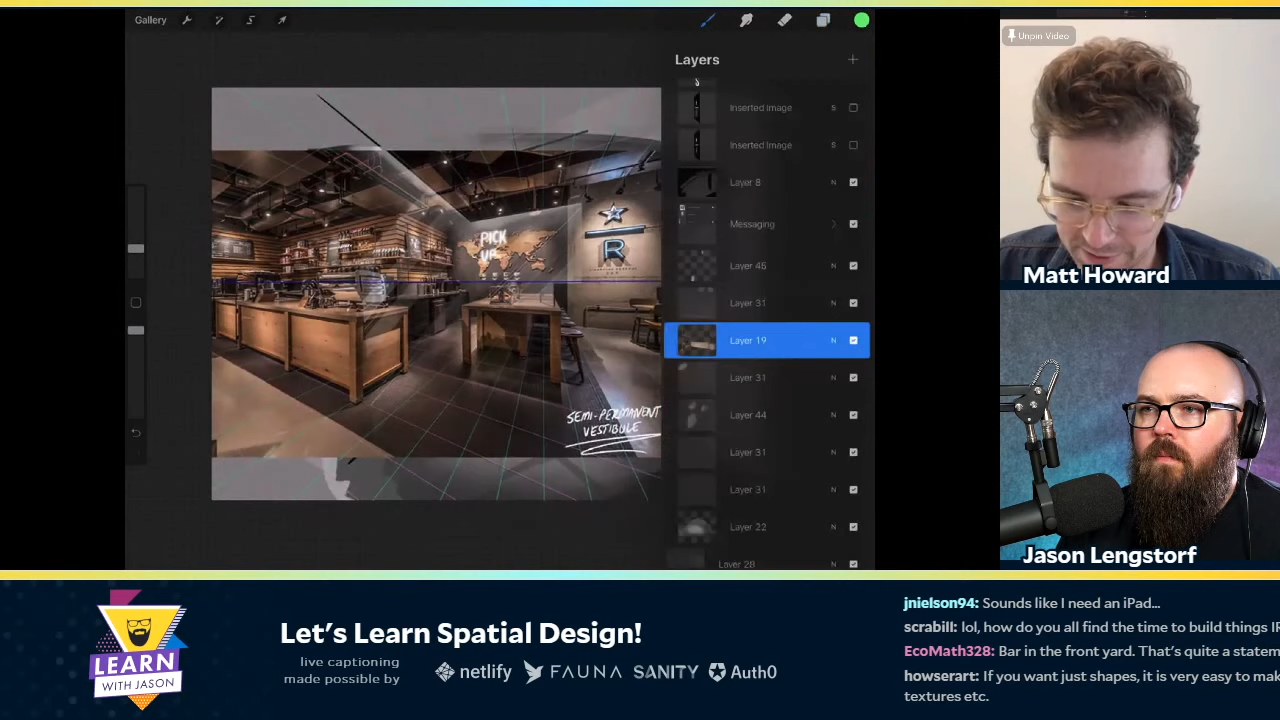 Gallery
Layers
Inserted Image
S
Inserted Image
S
Layer 8
N
Messaging
Layer 45
N
Layer 31
N
Layer 19
N
Layer 31
N
Layer 44
N
Layer 31
N
Layer 31
N
Layer 22
N
Layer 28
PICK
UP
R
SEMI-PERMANENT
VESTIBULE
Unpin Video
Matt Howard
Jason Lengstorf
LEARN
WITH JASON
Let's Learn Spatial Design!
live captioning
made possible by
netlify
FAUNA
SANITY
Auth0
jnielson94: Sounds like I need an iPad...
scrabill: lol, how do you all find the time to build things I
EcoMath328: Bar in the front yard. That's quite a statem
howserart: If you want just shapes, it is very easy to mak
textures etc.